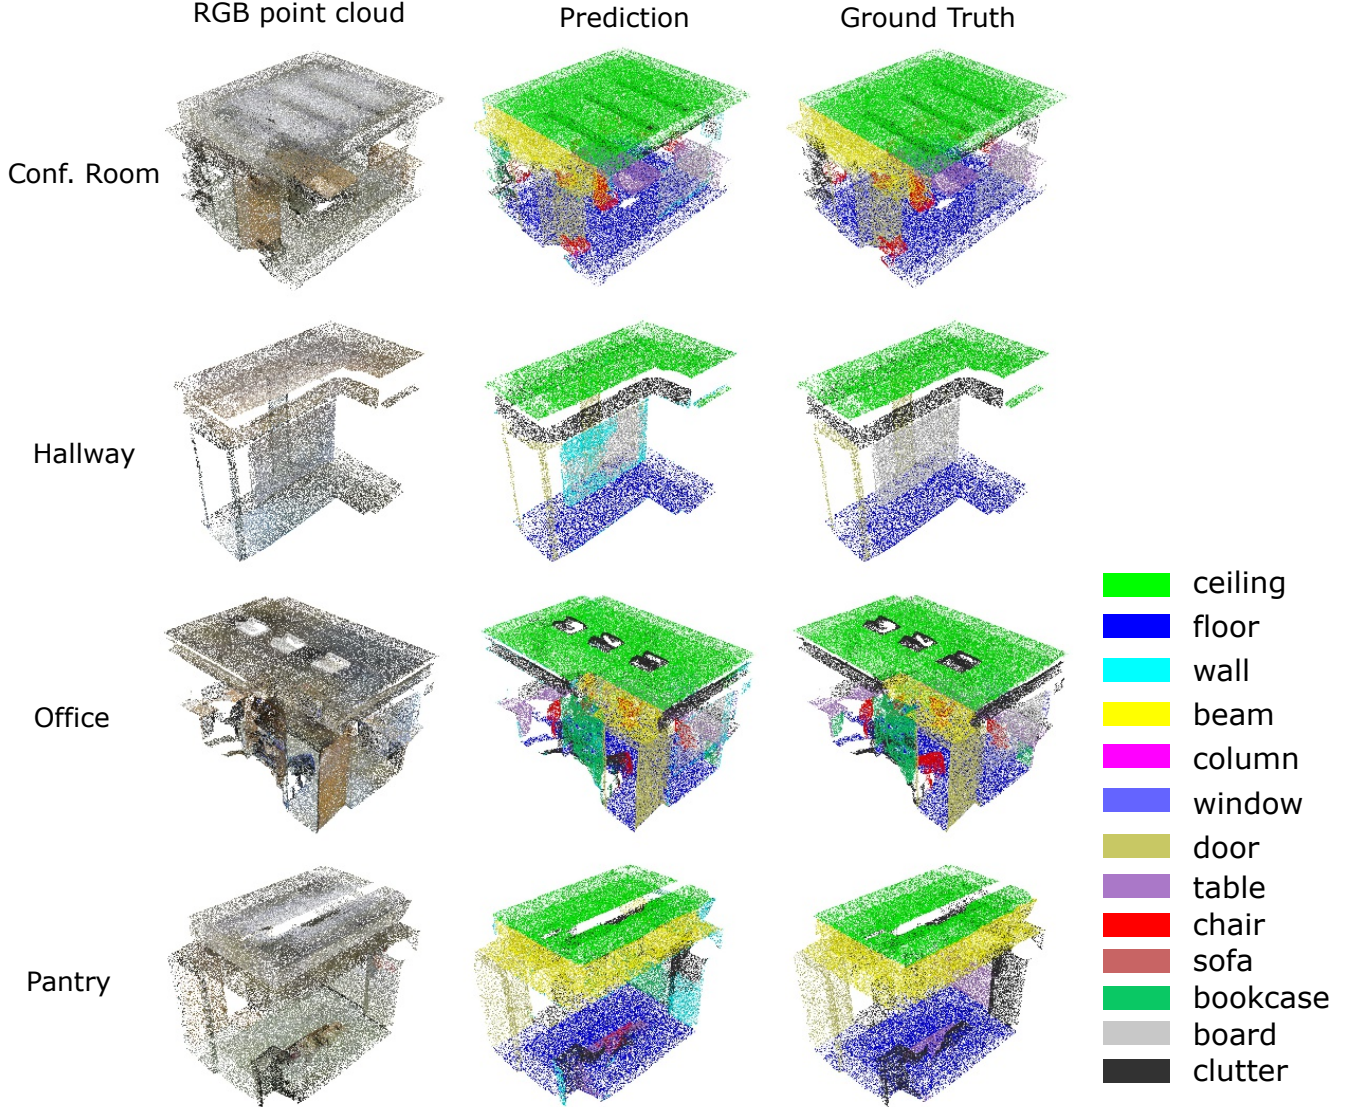 RGB point cloud
Prediction
Ground Truth
Conf. Room
Hallway
Office
Pantry
ceiling
floor
wall
beam
column
window
door
table
chair
sofa
bookcase
board
clutter